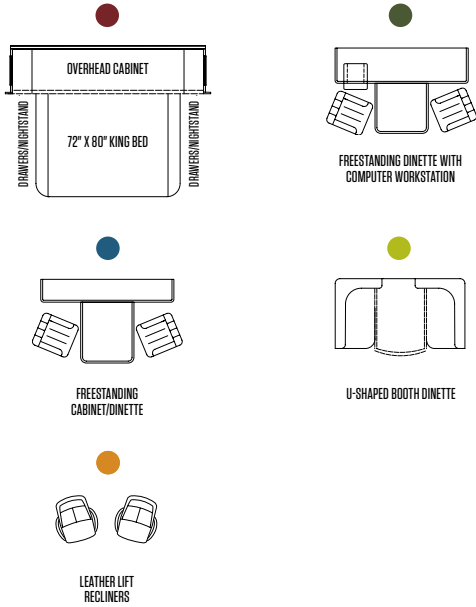 OVERHEAD CABINET
DRAWERS/NIGHTSTAND
72" X 80" KING BED
DRAWERS/NIGHTSTAND
FREESTANDING DINETTE WITH
COMPUTER WORKSTATION
FREESTANDING
CABINET/DINETTE
U-SHAPED BOOTH DINETTE
LEATHER LIFT
RECLINERS